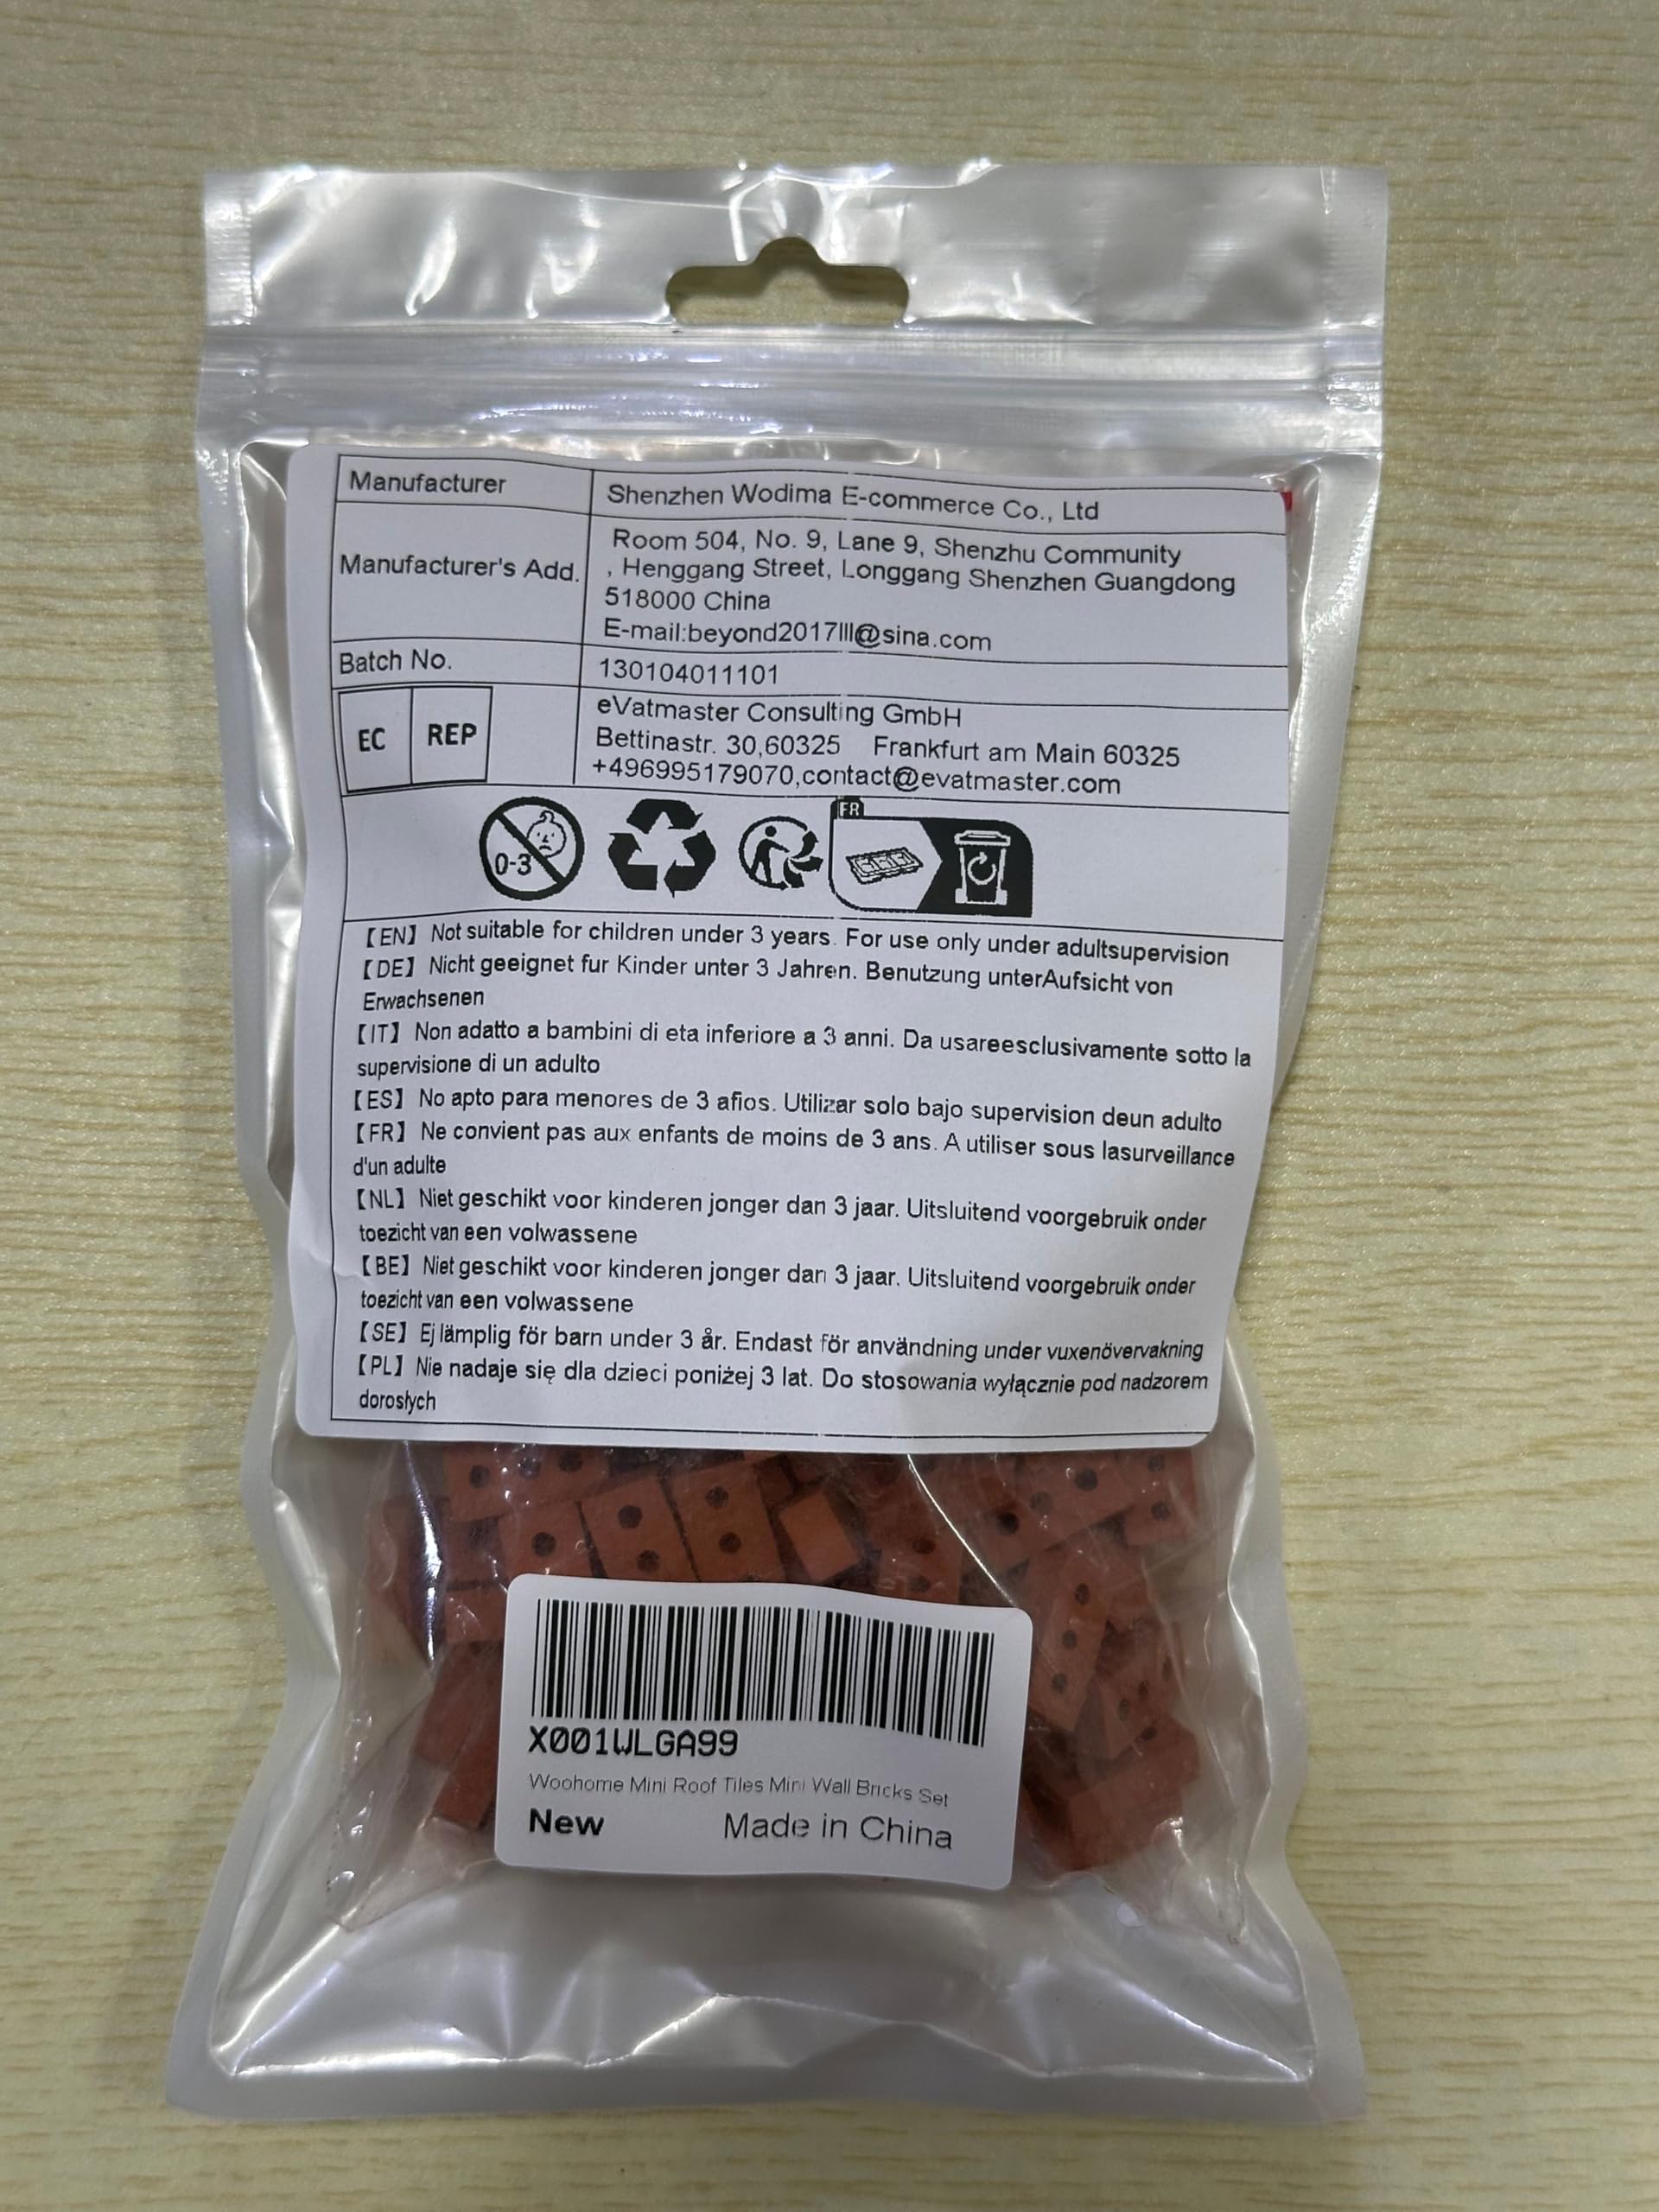 Manufacturer
Shenzhen Wodima E-commerce Co., Ltd
Manufacturer's Add.
Room 504, No. 9, Lane 9, Shenzhu Community
, Henggang Street, Longgang Shenzhen Guangdong
518000 China
E-mail:beyond2017lll@sina.com
Batch No.
130104011101
EC REP
eVatmaster Consulting GmbH
Bettinastr. 30,60325 Frankfurt am Main 60325
+496995179070,contact@evatmaster.com
0-3
FR
【EN】 Not suitable for children under 3 years. For use only under adultsupervision
【DE】 Nicht geeignet fur Kinder unter 3 Jahren. Benutzung unterAufsicht von
Erwachsenen
【IT】 Non adatto a bambini di eta inferiore a 3 anni. Da usareesclusivamente sotto la
supervisione di un adulto
【ES】 No apto para menores de 3 afios. Utilizar solo bajo supervision deun adulto
【FR】 Ne convient pas aux enfants de moins de 3 ans. A utiliser sous lasurveillance
d'un adulte
【NL】 Niet geschikt voor kinderen jonger dan 3 jaar. Uitsluitend voorgebruik onder
toezicht van een volwassene
【BE】 Niet geschikt voor kinderen jonger dan 3 jaar. Uitsluitend voorgebruik onder
toezicht van een volwassene
【SE】 Ej lämplig för barn under 3 år. Endast för användning under vuxenövervakning
【PL】 Nie nadaje się dla dzieci poniżej 3 lat. Do stosowania wyłącznie pod nadzorem
dorosłych
X001WLGA99
Woohome Mini Roof Tiles Mini Wall Bricks Set
New Made in China